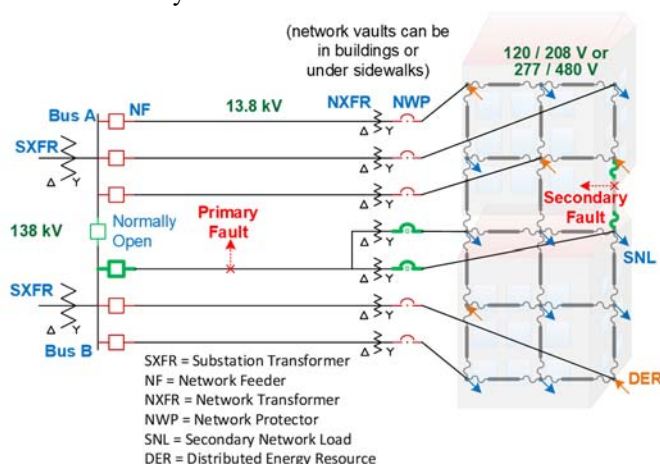 (network vaults can be
in buildings or
under sidewalks)
120 / 208 V or
277 / 480 V
Bus A
NF
13.8 kV
NXFR
NWP
SXFR
Δ Y
Δ Y
Δ Y
Δ Y
Primary
Fault
Secondary
Fault
138 kV
Normally
Open
Δ Y
Δ Y
SNL
SXFR
Δ Y
Δ Y
Bus B
Δ Y
DER
SXFR = Substation Transformer
NF = Network Feeder
NXFR = Network Transformer
NWP = Network Protector
SNL = Secondary Network Load
DER = Distributed Energy Resource